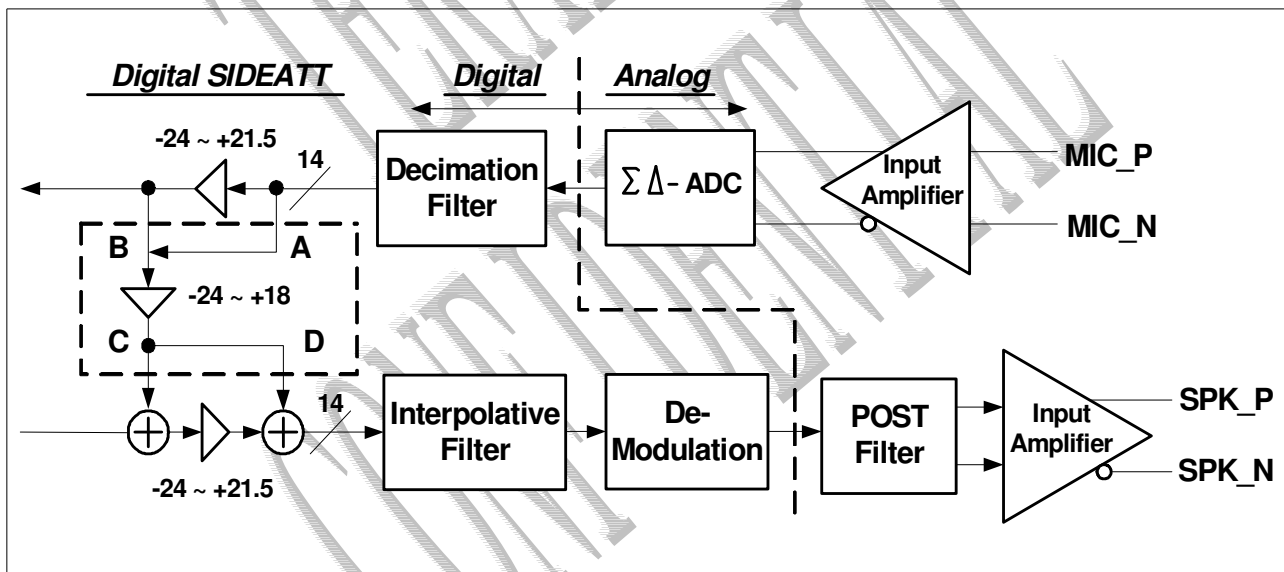 Digital SIDEATT
Digital
Analog
-24 ~ +21.5
14
Decimation
Filter
Σ Δ - ADC
Input
Amplifier
MIC_P
MIC_N
B
A
-24 ~ +18
C
D
14
-24 ~ +21.5
Interpolative
Filter
De-
Modulation
POST
Filter
Input
Amplifier
SPK_P
SPK_N